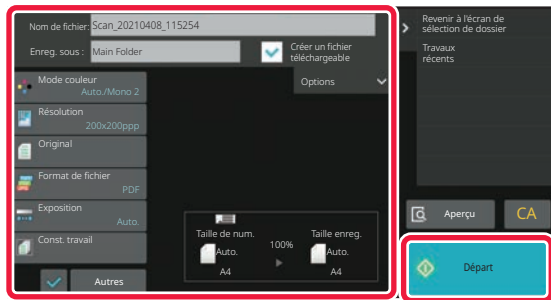 Nom de fichier:
Scan_20210408_115254
Enreg. sous :
Main Folder
Créer un fichier
téléchargeable
Options
Mode couleur
Auto./Mono 2
Résolution
200x200ppp
Original
Format de fichier
PDF
Exposition
Auto.
Const. travail
Autres
Taille de num.
Auto.
A4
100%
Taille enreg.
Auto.
A4
Revenir à l'écran de
sélection de dossier
Travaux
récents
Aperçu
CA
Départ